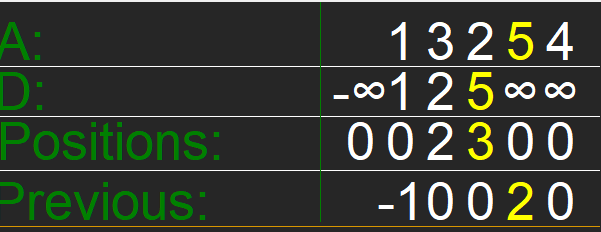 A: 1 3 2 5 4
D: -∞ 1 2 5 ∞ ∞
Positions: 0 0 2 3 0 0
Previous: -1 0 0 2 0